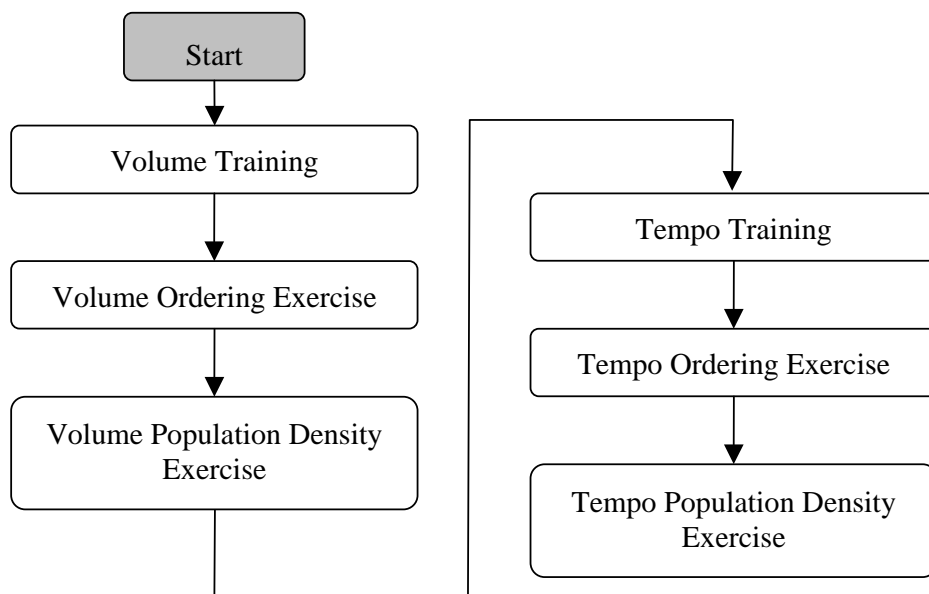 Start
Volume Training
Volume Ordering Exercise
Volume Population Density
Exercise
Tempo Training
Tempo Ordering Exercise
Tempo Population Density
Exercise